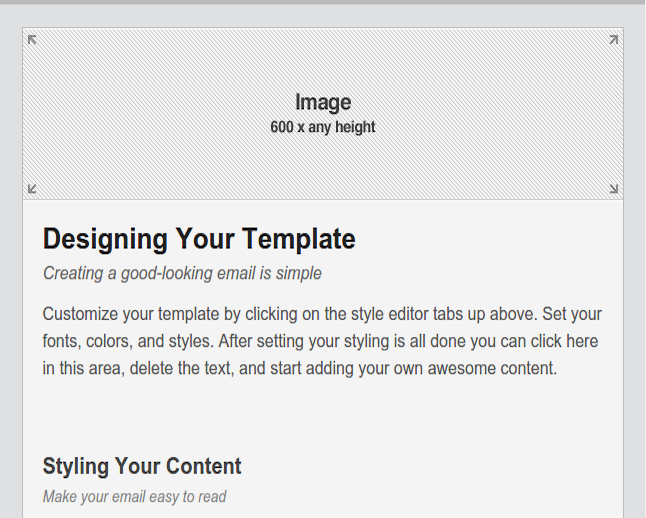 Image
600 x any height
Designing Your Template
Creating a good-looking email is simple
Customize your template by clicking on the style editor tabs up above. Set your
fonts, colors, and styles. After setting your styling is all done you can click here
in this area, delete the text, and start adding your own awesome content.
Styling Your Content
Make your email easy to read